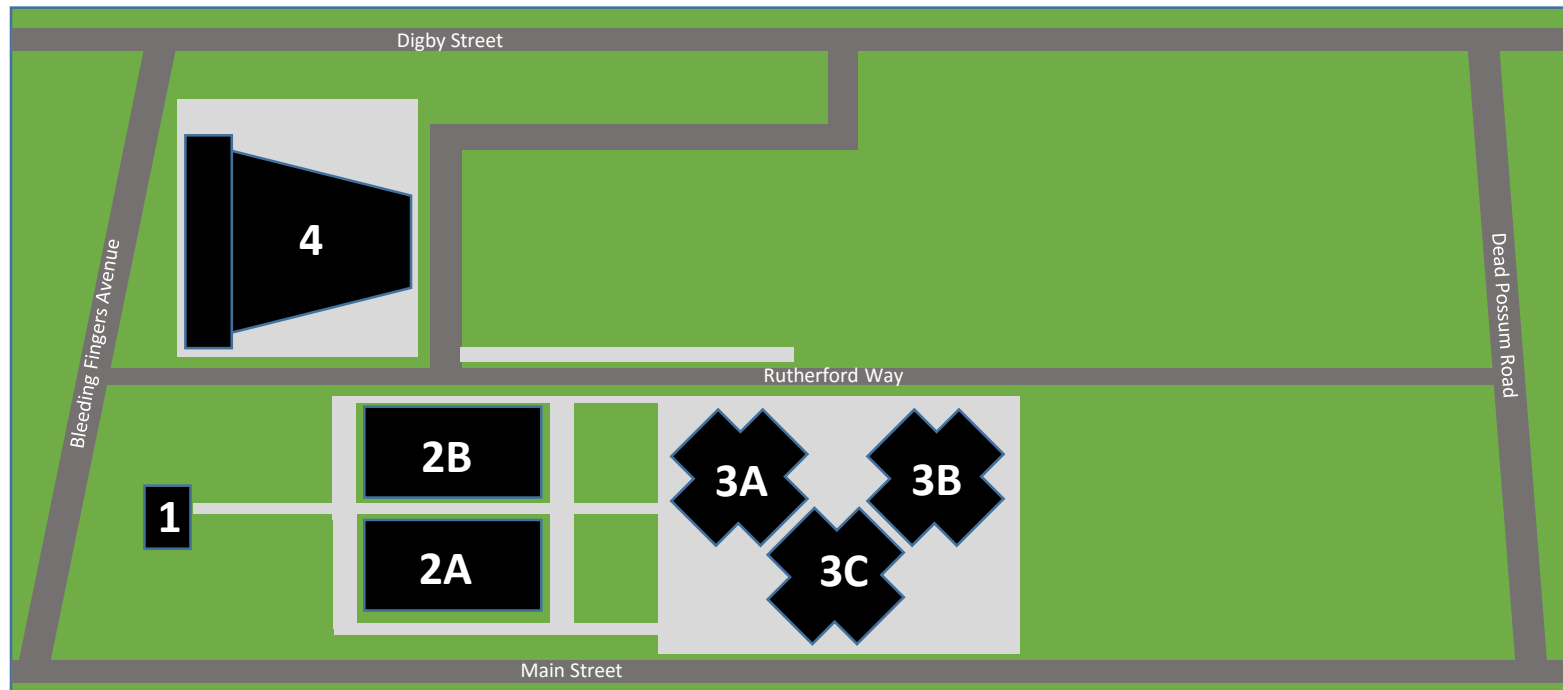 Digby Street
4
Bleeding Fingers Avenue
Dead Possum Road
Rutherford Way
2B
3A
3B
1
2A
3C
Main Street